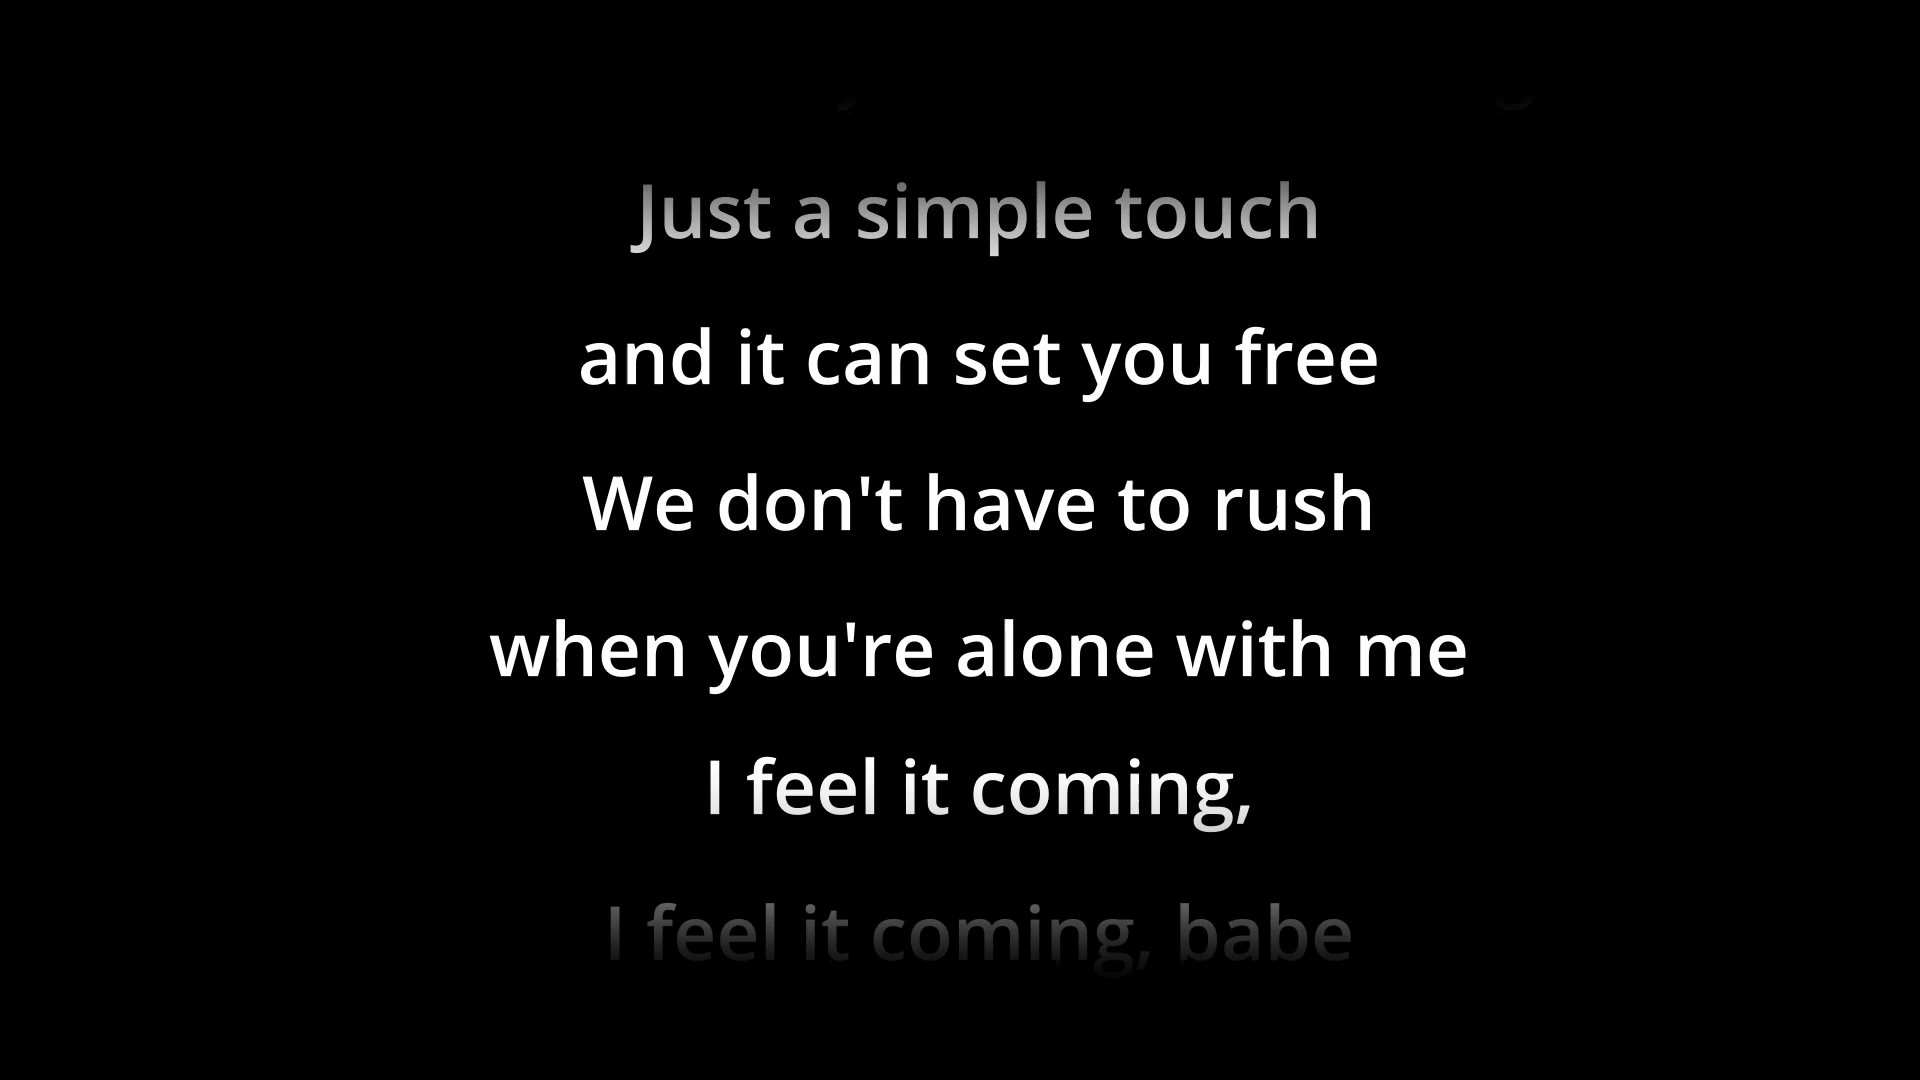 Just a simple touch
and it can set you free
We don't have to rush
when you're alone with me
I feel it coming,
I feel it coming, babe